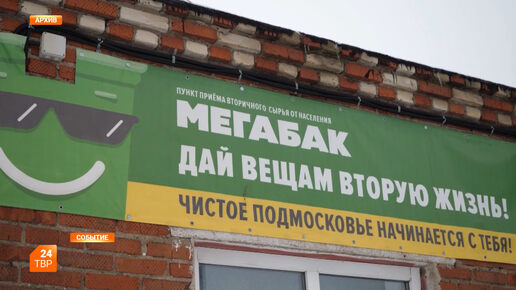 АРХИВ
ПУНКТ ПРИЁМА ВТОРИЧНОГО СЫРЬЯ ОТ НАСЕЛЕНИЯ
МЕГАБАК
ДАЙ ВЕЩАМ ВТОРУЮ ЖИЗНЬ!
ЧИСТОЕ ПОДМОСКОВЬЕ НАЧИНАЕТСЯ С ТЕБЯ!
СОБЫТИЕ
24
ТВР